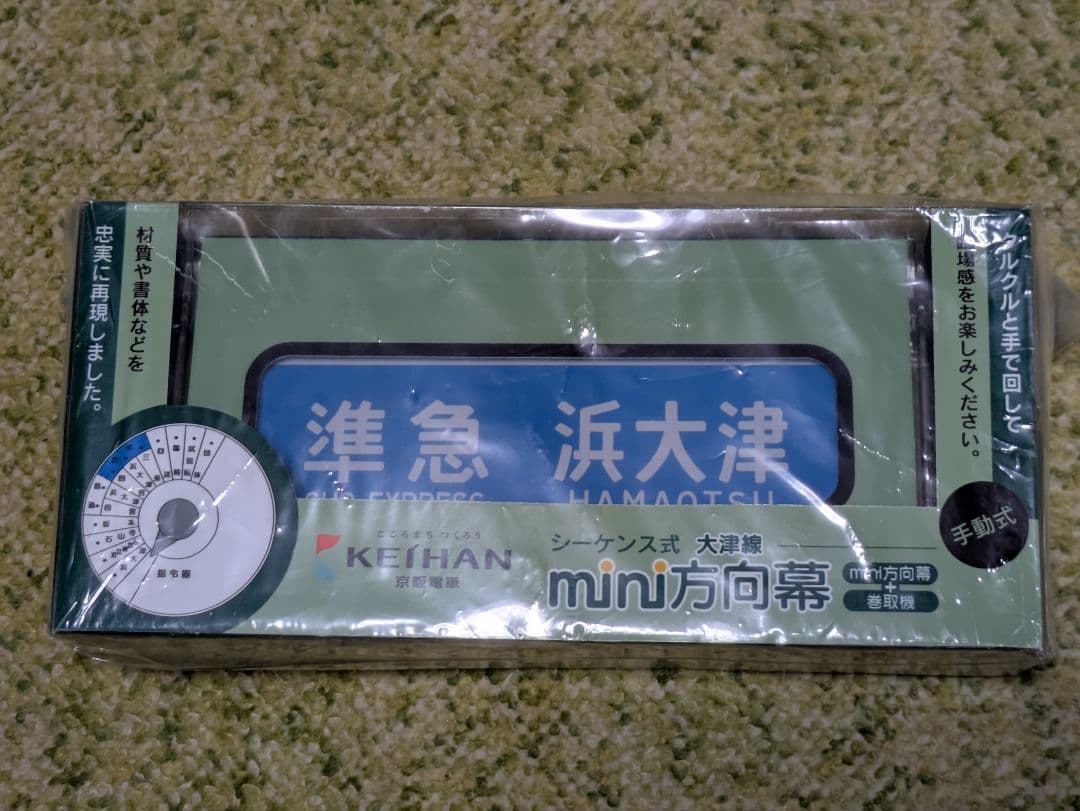 材質や書体などを
忠実に再現しました。
クルクルと手で回して
場感をお楽しみください。
準急 浜大津
SUB EXPRESS HAMAOTSU
手動式
指令器
こころまち つくろう
KEIHAN
京阪電車
シーケンス式 大津線
mini方向幕
mini方向幕
+
巻取機